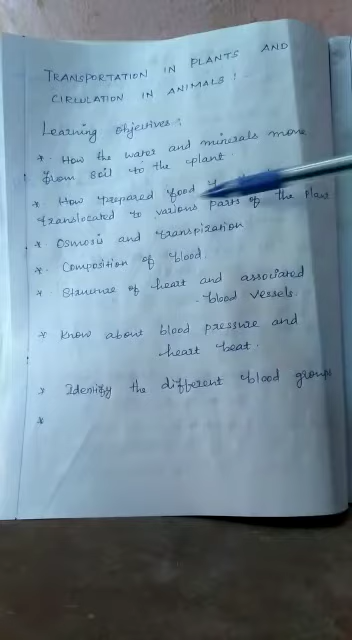 TRANSPORTATION IN PLANTS AND
CIRCULATION IN ANIMALS :
Learning objectives :
* How the water and minerals move
from soil to the plant.
* How Prepared food
translocated to various parts of the plant
* Osmosis and transpiration
* Composition of blood.
* Structure of heart and associated
blood vessels.
* Know about blood pressure and
heart beat.
* Identify the different blood groups
*